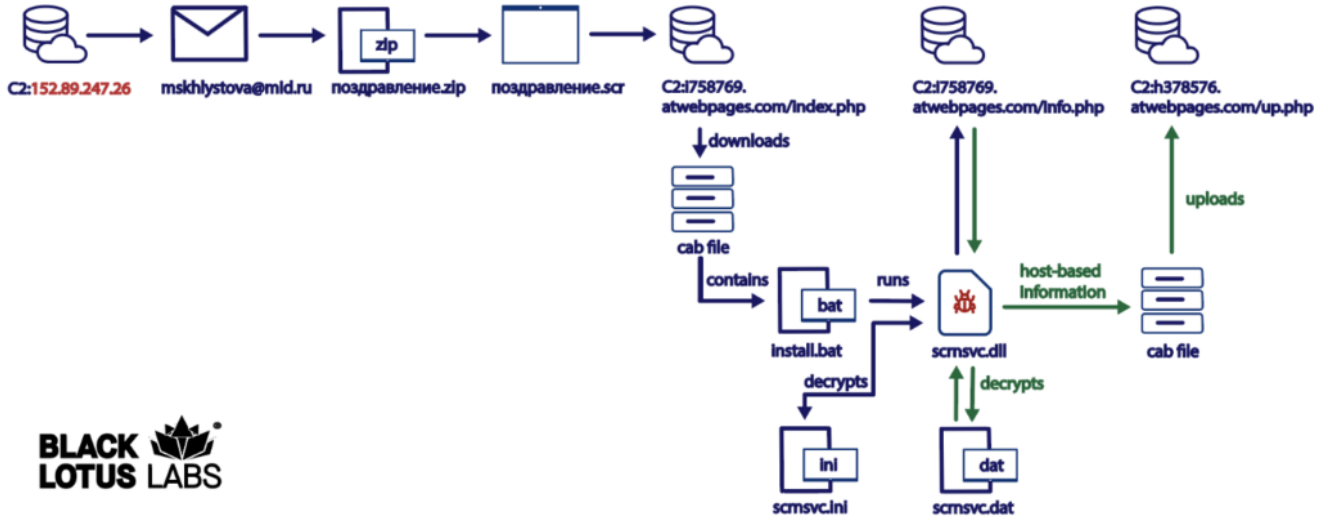 C2:152.89.247.26
mskhlystova@mid.ru
zip
поздравление.zip
поздравление.scr
C2:i758769.
atwebpages.com/index.php
C2:i758769.
atwebpages.com/info.php
C2:h378576.
atwebpages.com/up.php
downloads
uploads
cab file
contains
bat
install.bat
runs
scrnsvc.dll
host-based
information
cab file
decrypts
decrypts
ini
scrnsvc.ini
dat
scrnsvc.dat
BLACK
LOTUS LABS